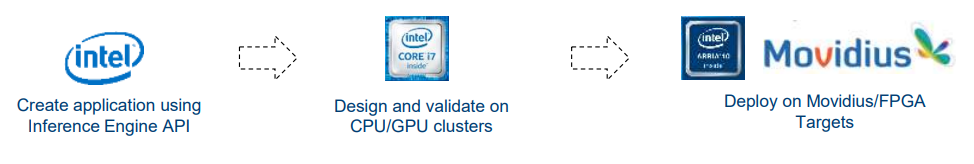 intel
Create application using
Inference Engine API
intel
CORE i7
inside
Design and validate on
CPU/GPU clusters
intel
ARRIA 10
inside
Movidius
Deploy on Movidius/FPGA
Targets